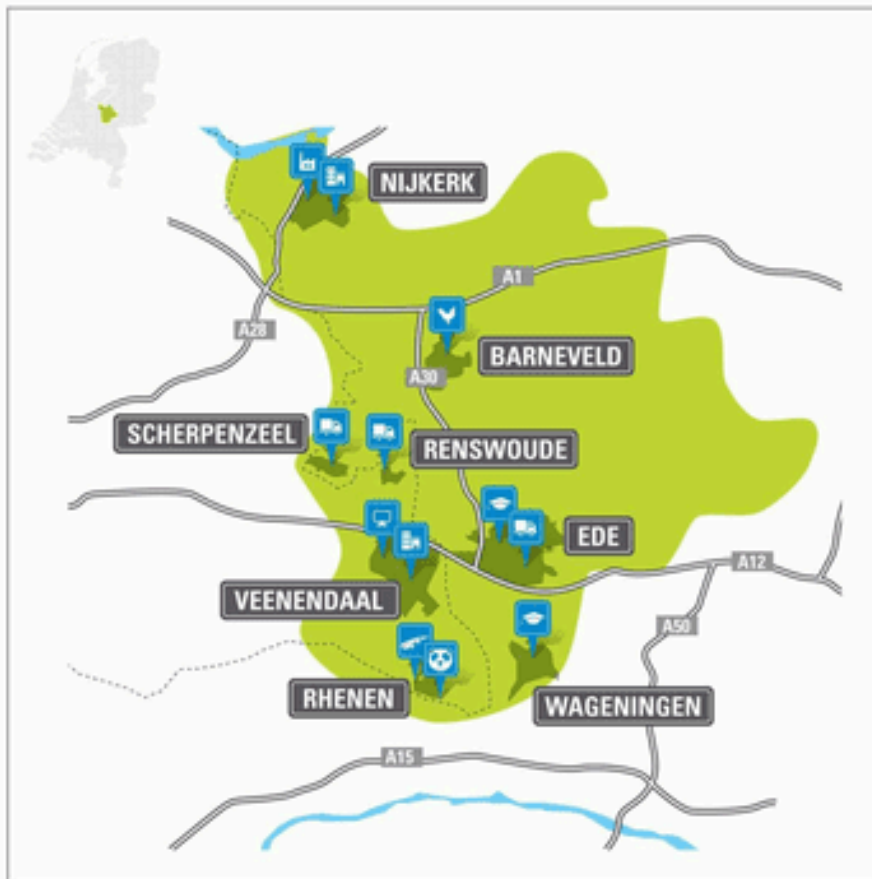 NIJKERK
A1
A28
BARNEVELD
A30
SCHERPENZEEL
RENSWOUDE
EDE
A12
VEENENDAAL
A50
RHENEN
WAGENINGEN
A15